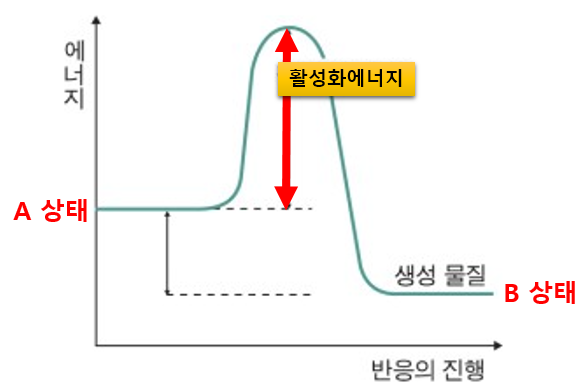 에너지
활성화에너지
A 상태
생성 물질
B 상태
반응의 진행